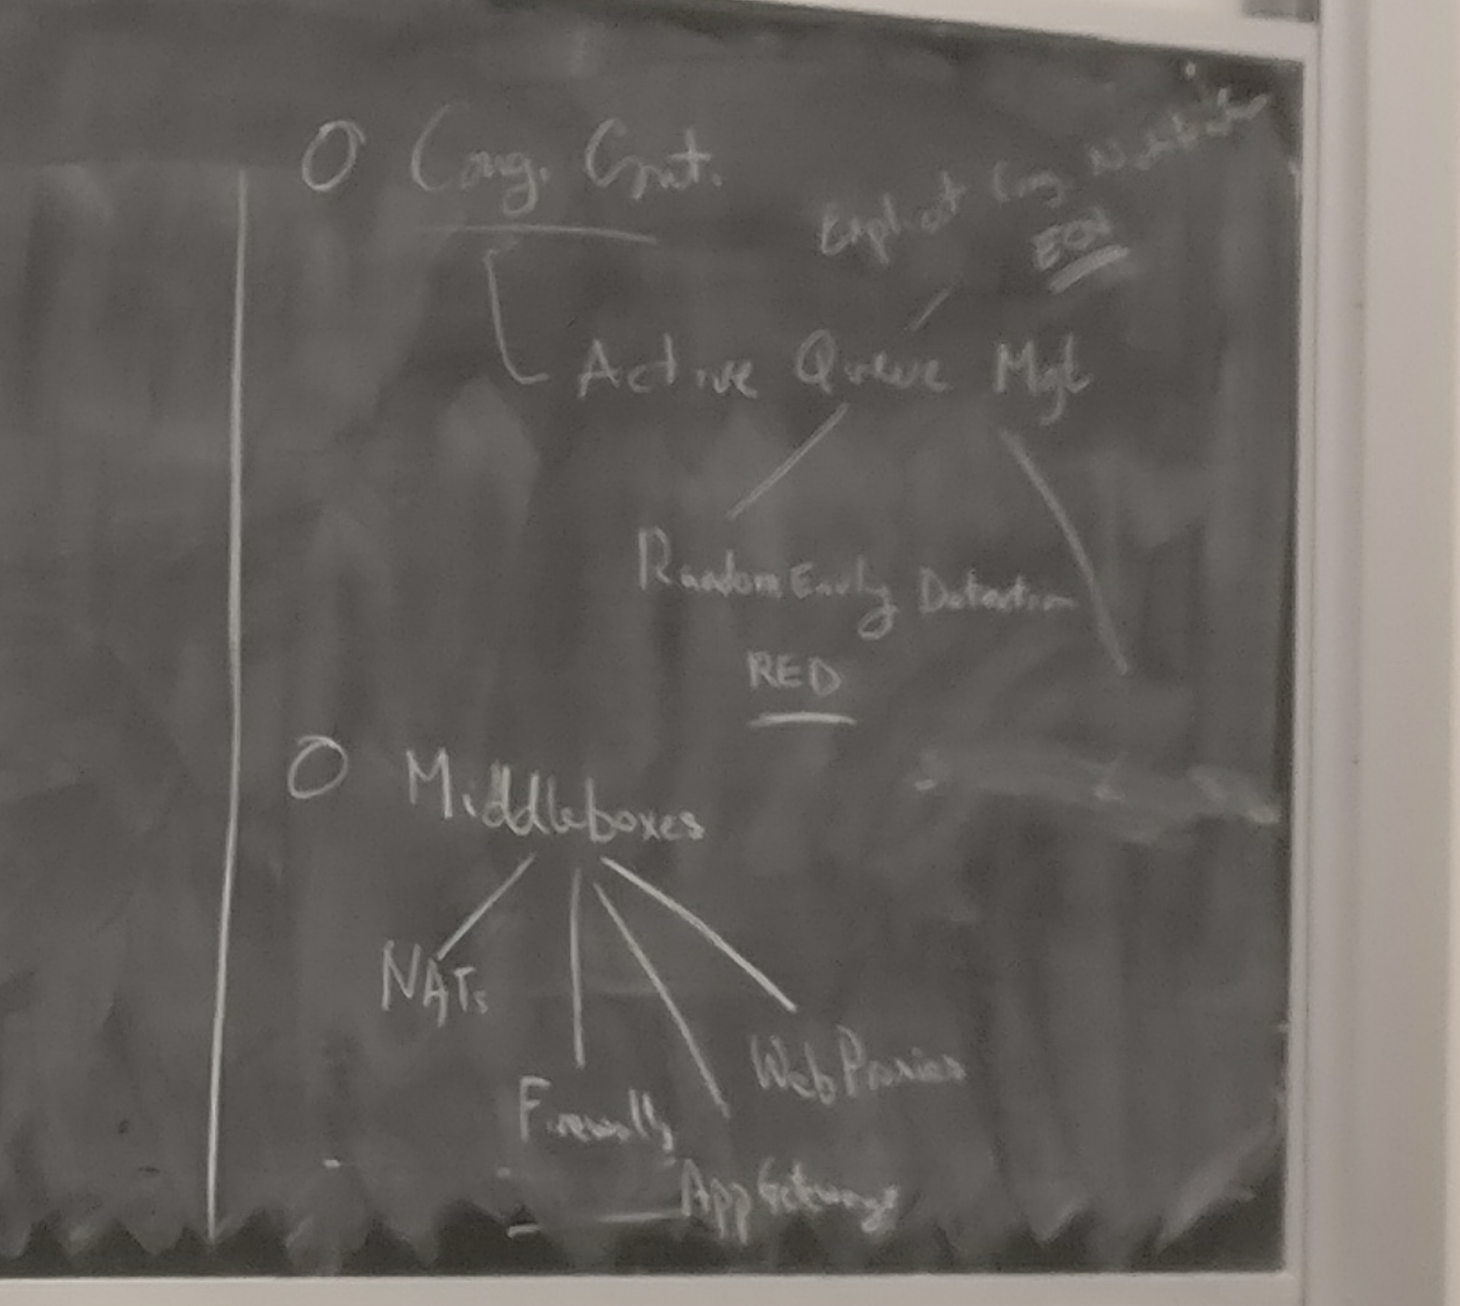 O Cong. Cont.
Explicit Cong. Notification
ECN
Active Queue Mgt
Random Early Detection
RED
O Middleboxes
NATs
Web Proxies
Firewalls
App Gateways